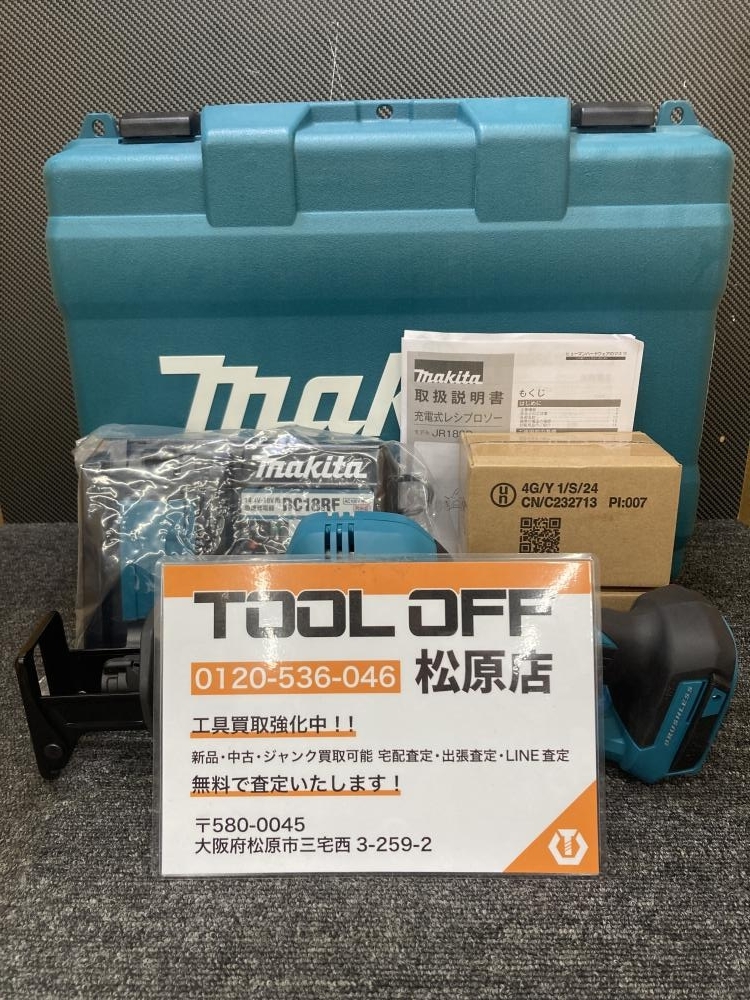 makita
取扱説明書
充電式レシプロソー
もくじ
はじめに
makita
DC18RF
4G/Y 1/S/24
CN/C232713 PI:007
BRUSHLESS
TOOL OFF
0120-536-046 松原店
工具買取強化中!!
新品・中古・ジャンク買取可能 宅配査定・出張査定・LINE査定
無料で査定いたします!
〒580-0045
大阪府松原市三宅西 3-259-2